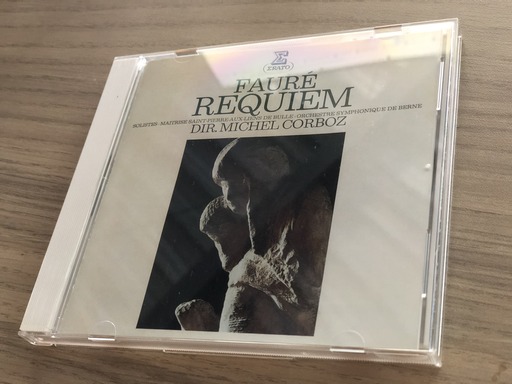 ERATO
FAURÉ
REQUIEM
SOLISTES - MAITRISE SAINT PIERRE-AUX-LIENS DE BULLE - ORCHESTRE SYMPHONIQUE DE BERNE
DIR. MICHEL CORBOZ